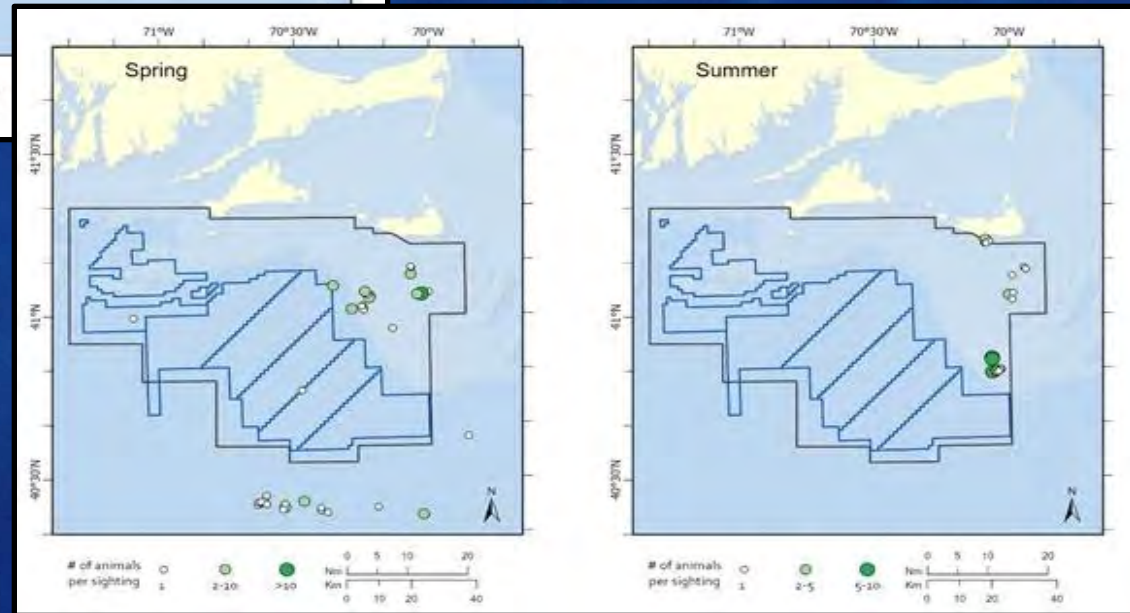 71°W 70°30'W 70°W
Spring
41°30'N
41°N
40°30'N
N
# of animals
per sighting
1 2-10 >10
0 5 10 20
Nm
Km
0 10 20 40
71°W 70°30'W 70°W
Summer
41°30'N
41°N
40°30'N
N
# of animals
per sighting
1 2-5 5-10
0 5 10 20
Nm
Km
0 10 20 40